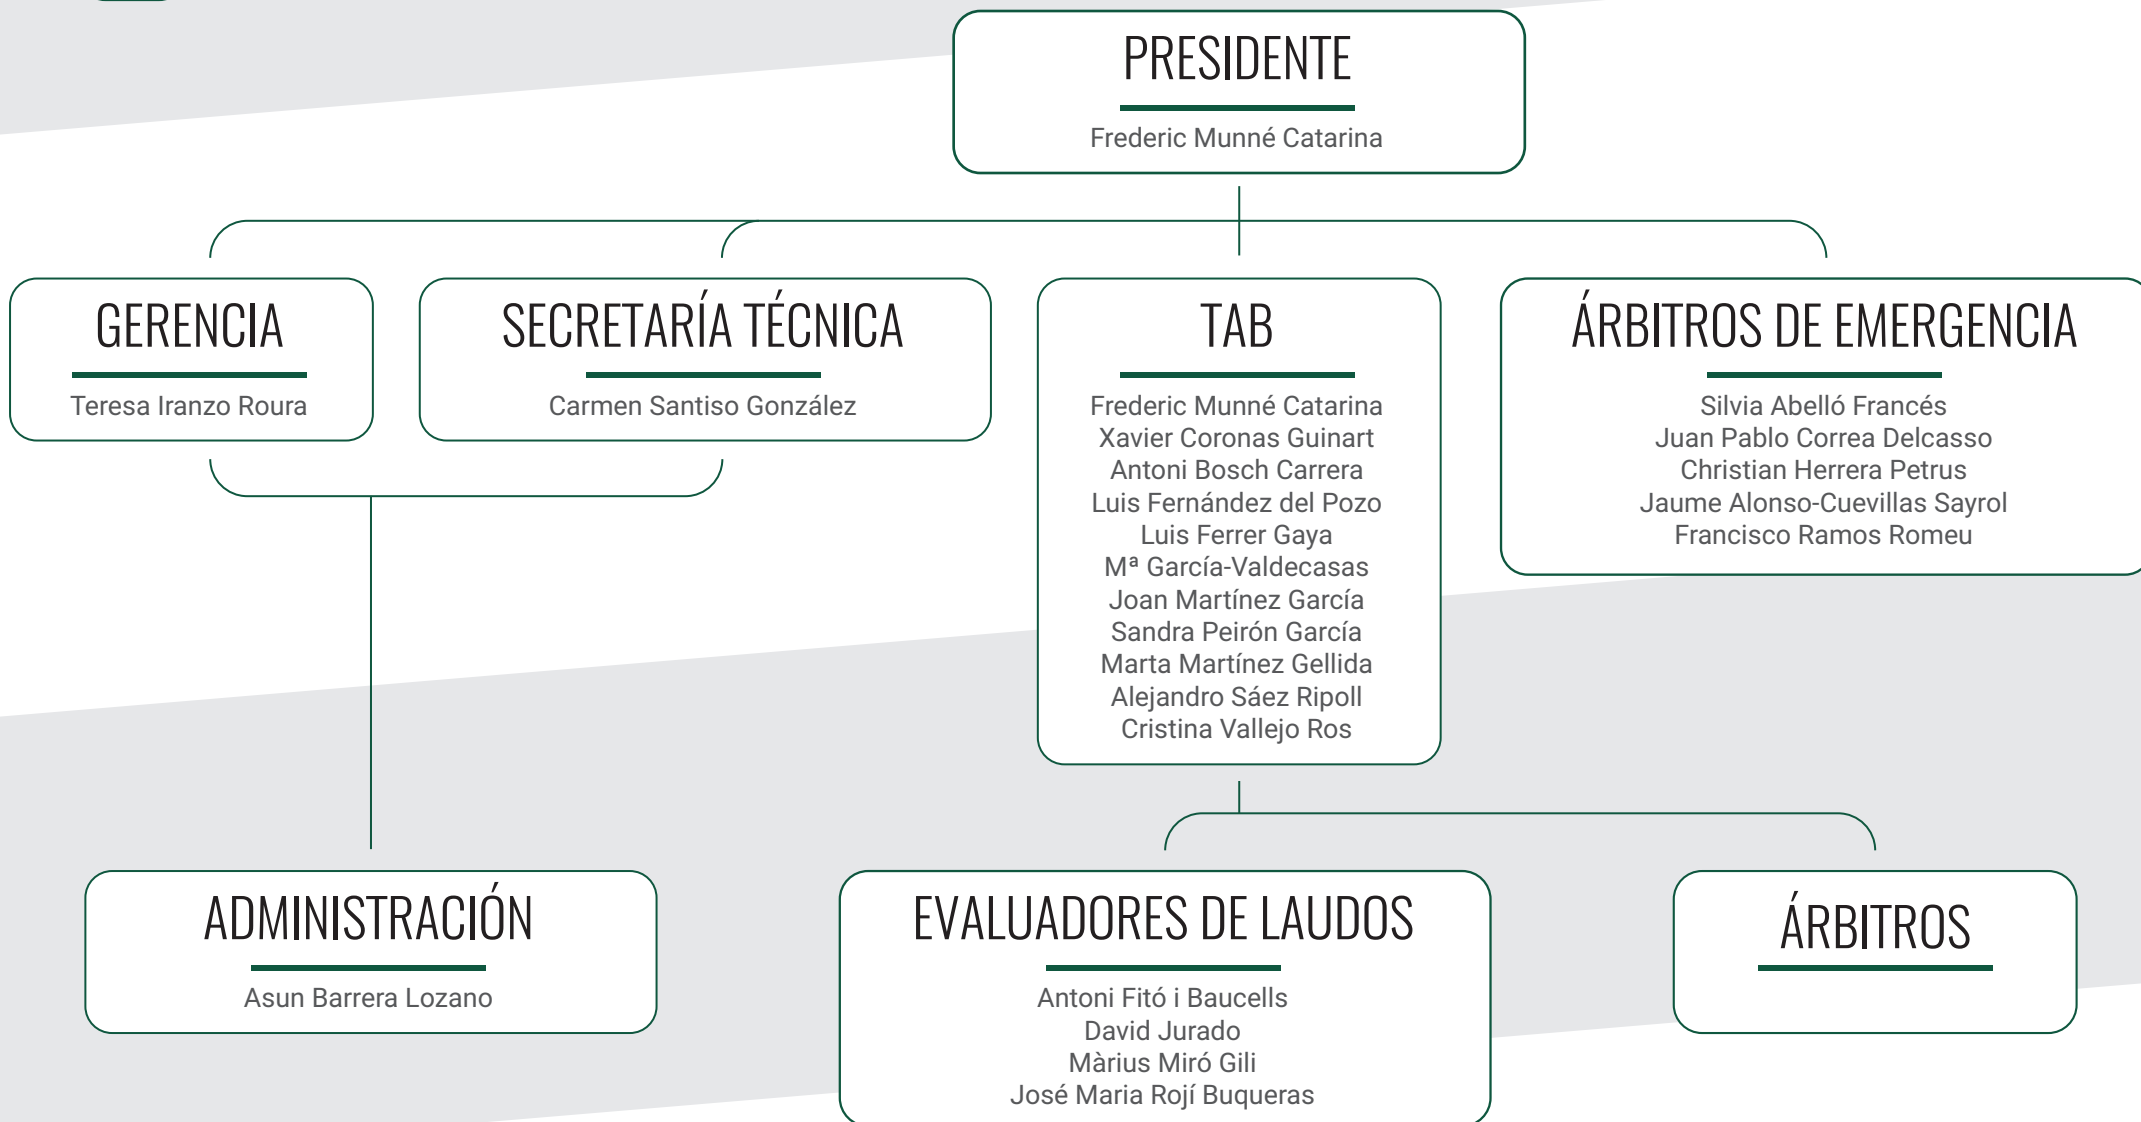 PRESIDENTE
Frederic Munné Catarina
GERENCIA
Teresa Iranzo Roura
SECRETARÍA TÉCNICA
Carmen Santiso González
TAB
Frederic Munné Catarina
Xavier Coronas Guinart
Antoni Bosch Carrera
Luis Fernández del Pozo
Luis Ferrer Gaya
Mª García-Valdecasas
Joan Martínez García
Sandra Peirón García
Marta Martínez Gellida
Alejandro Sáez Ripoll
Cristina Vallejo Ros
ÁRBITROS DE EMERGENCIA
Silvia Abelló Francés
Juan Pablo Correa Delcasso
Christian Herrera Petrus
Jaume Alonso-Cuevillas Sayrol
Francisco Ramos Romeu
ADMINISTRACIÓN
Asun Barrera Lozano
EVALUADORES DE LAUDOS
Antoni Fitó i Baucells
David Jurado
Màrius Miró Gili
José Maria Rojí Buqueras
ÁRBITROS